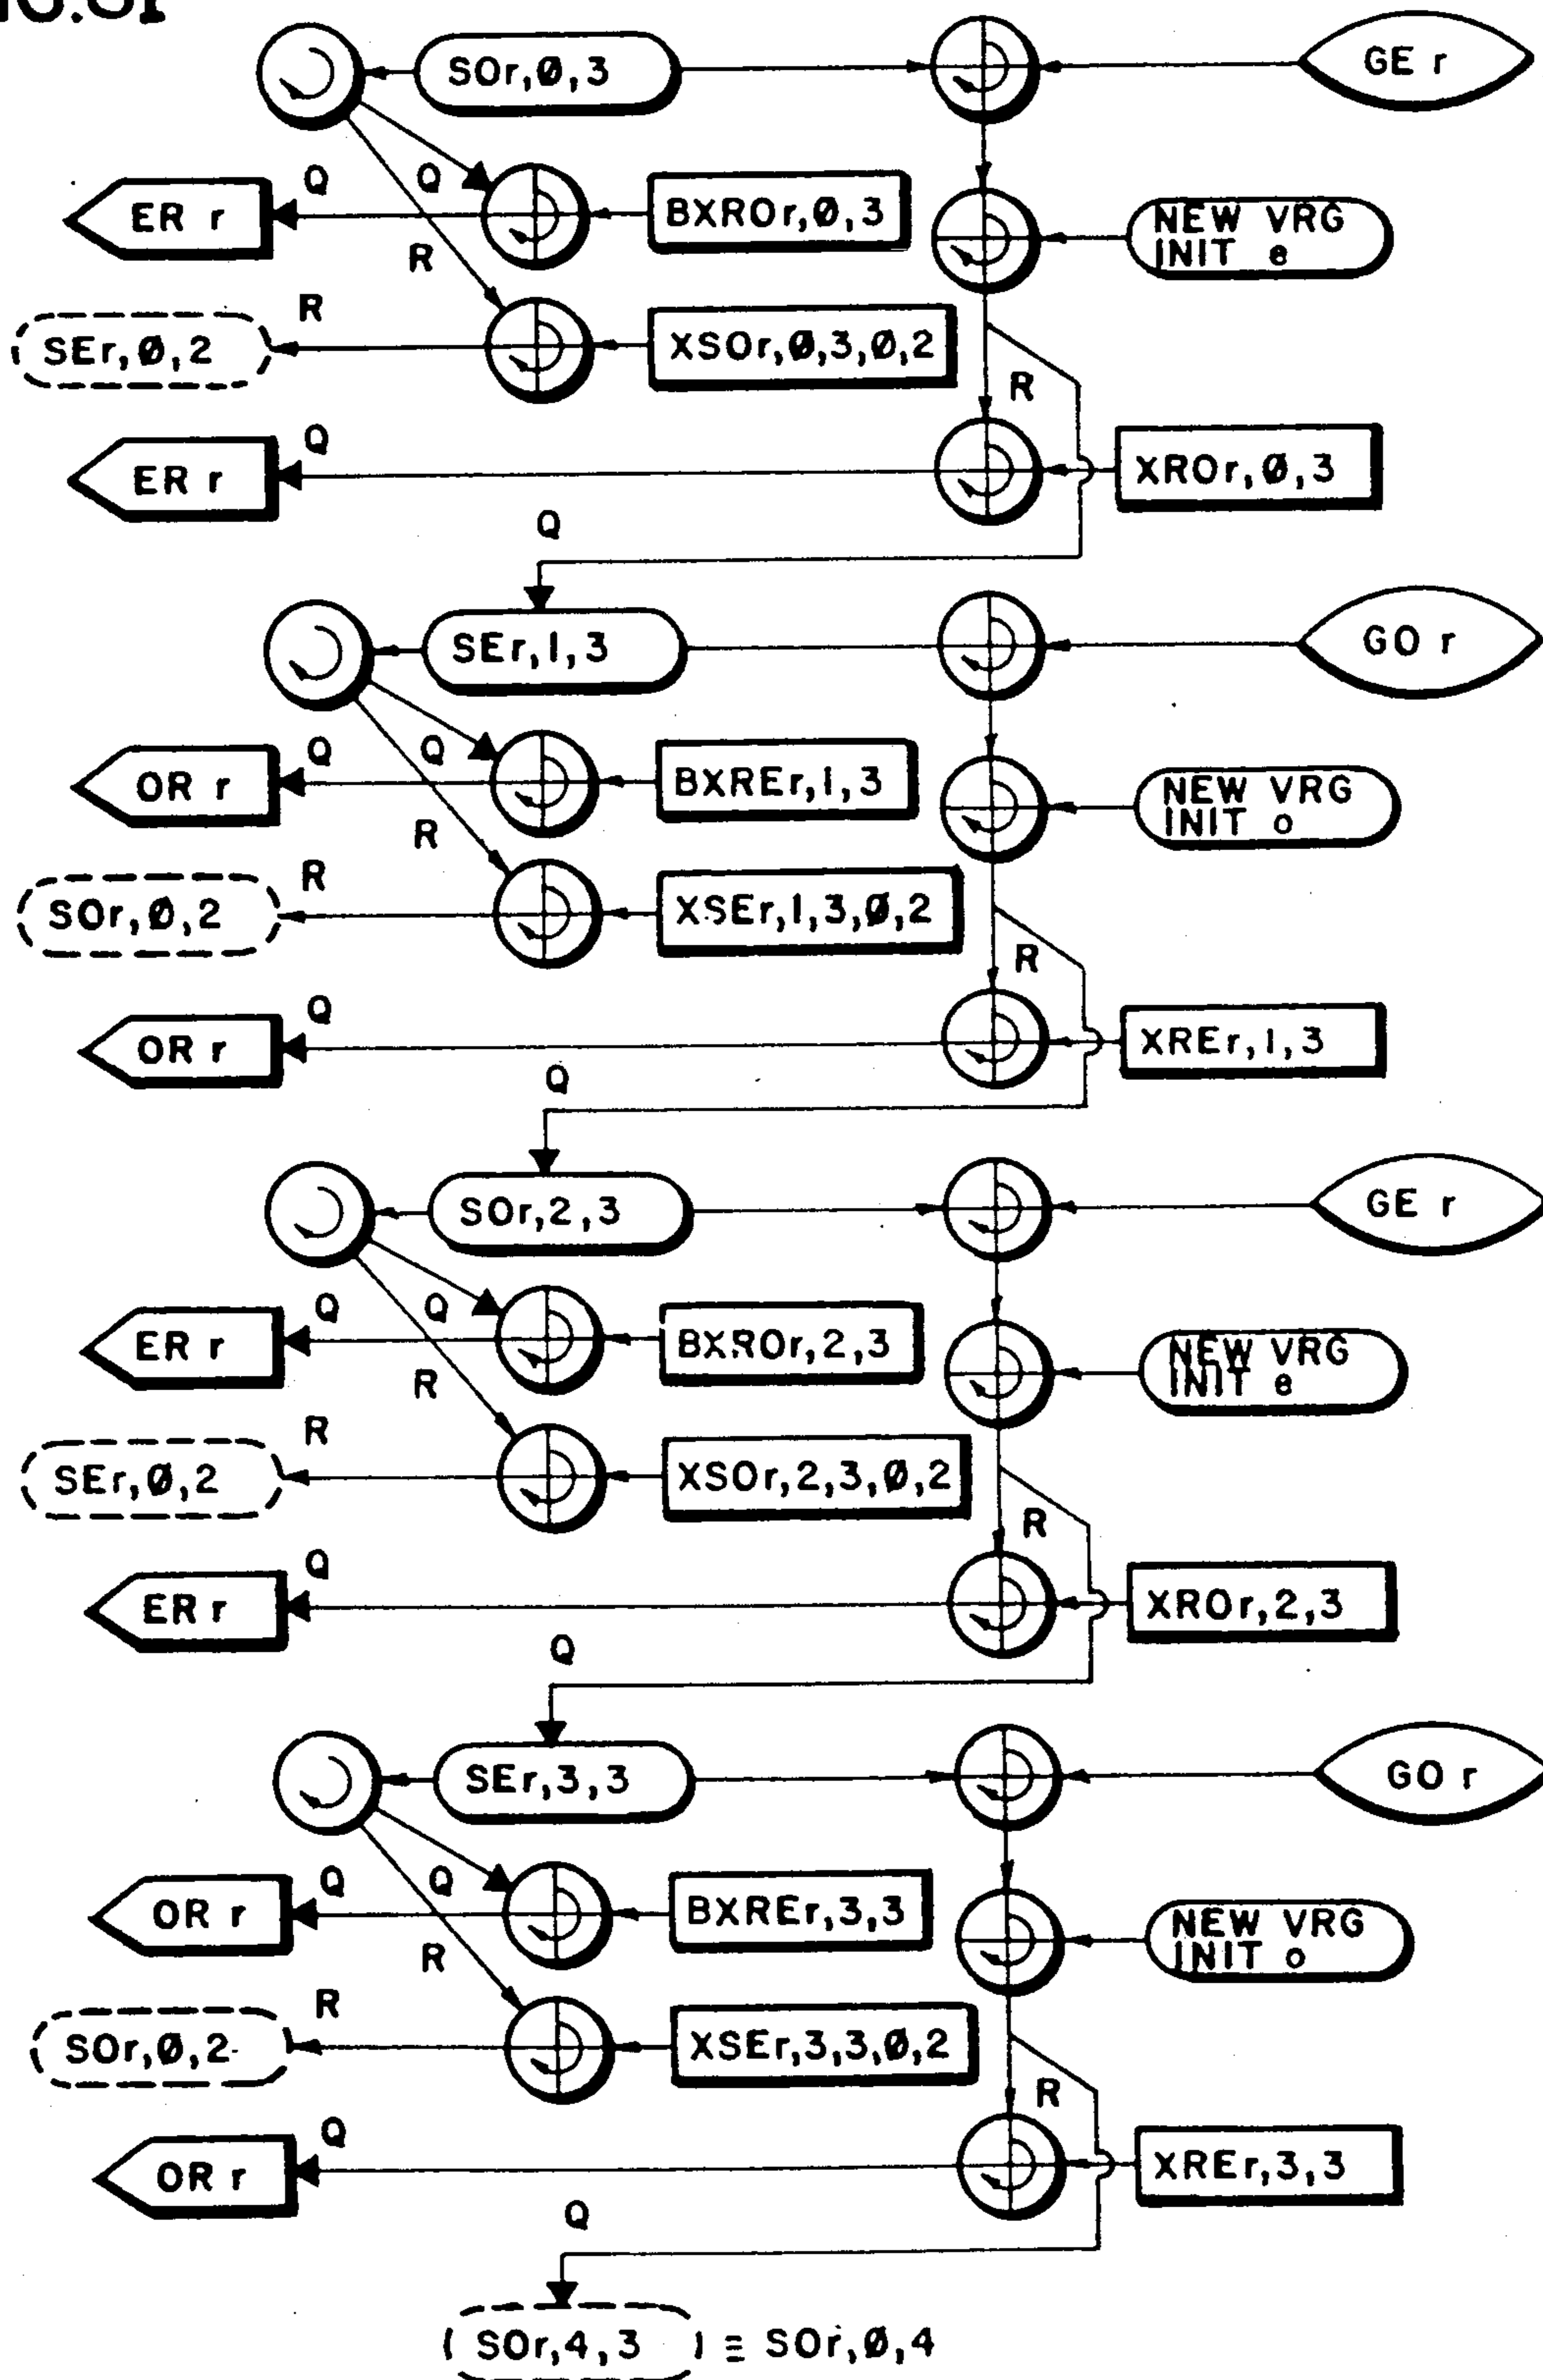 SOr,Ø,3
GE r
Q
Q
ER r
BXROr,Ø,3
NEW VRG
INIT e
R
R
SEr,Ø,2
XSOr,Ø,3,Ø,2
R
Q
ER r
XROr,Ø,3
Q
SEr,1,3
GO r
Q
Q
OR r
BXREr,1,3
NEW VRG
INIT o
R
R
SOr,Ø,2
XSEr,1,3,Ø,2
R
Q
OR r
XREr,1,3
Q
SOr,2,3
GE r
Q
Q
ER r
BXROr,2,3
NEW VRG
INIT e
R
R
SEr,Ø,2
XSOr,2,3,Ø,2
R
Q
ER r
XROr,2,3
Q
SEr,3,3
GO r
Q
Q
OR r
BXREr,3,3
NEW VRG
INIT o
R
R
SOr,Ø,2
XSEr,3,3,Ø,2
R
Q
OR r
XREr,3,3
Q
SOr,4,3 ≡ SOr,Ø,4